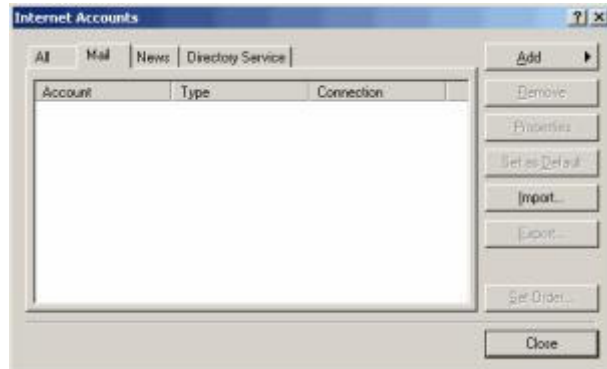 Internet Accounts
All Mail News Directory Service
Account Type Connection
Add
Remove
Properties
Set as Default
Import...
Export...
Set Order...
Close